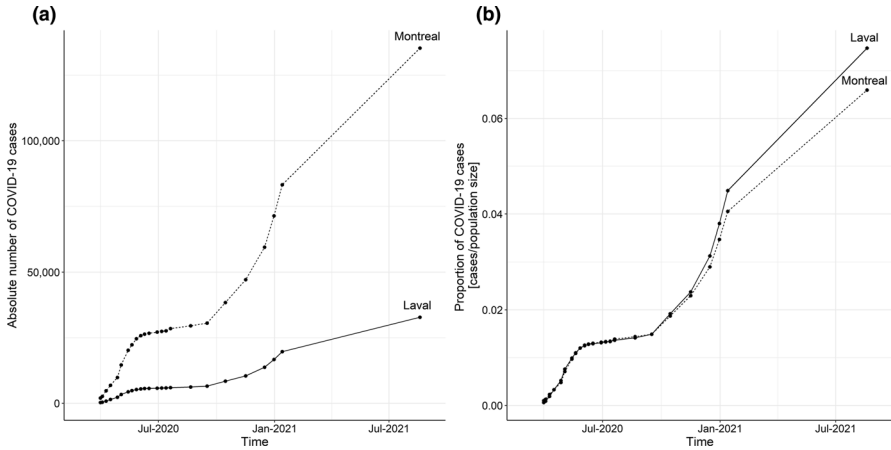 (a)
Montreal
Laval
100,000
50,000
0
Absolute number of COVID-19 cases
Jul-2020
Jan-2021
Jul-2021
Time
(b)
Laval
Montreal
0.06
0.04
0.02
0.00
Proportion of COVID-19 cases
[cases/population size]
Jul-2020
Jan-2021
Jul-2021
Time